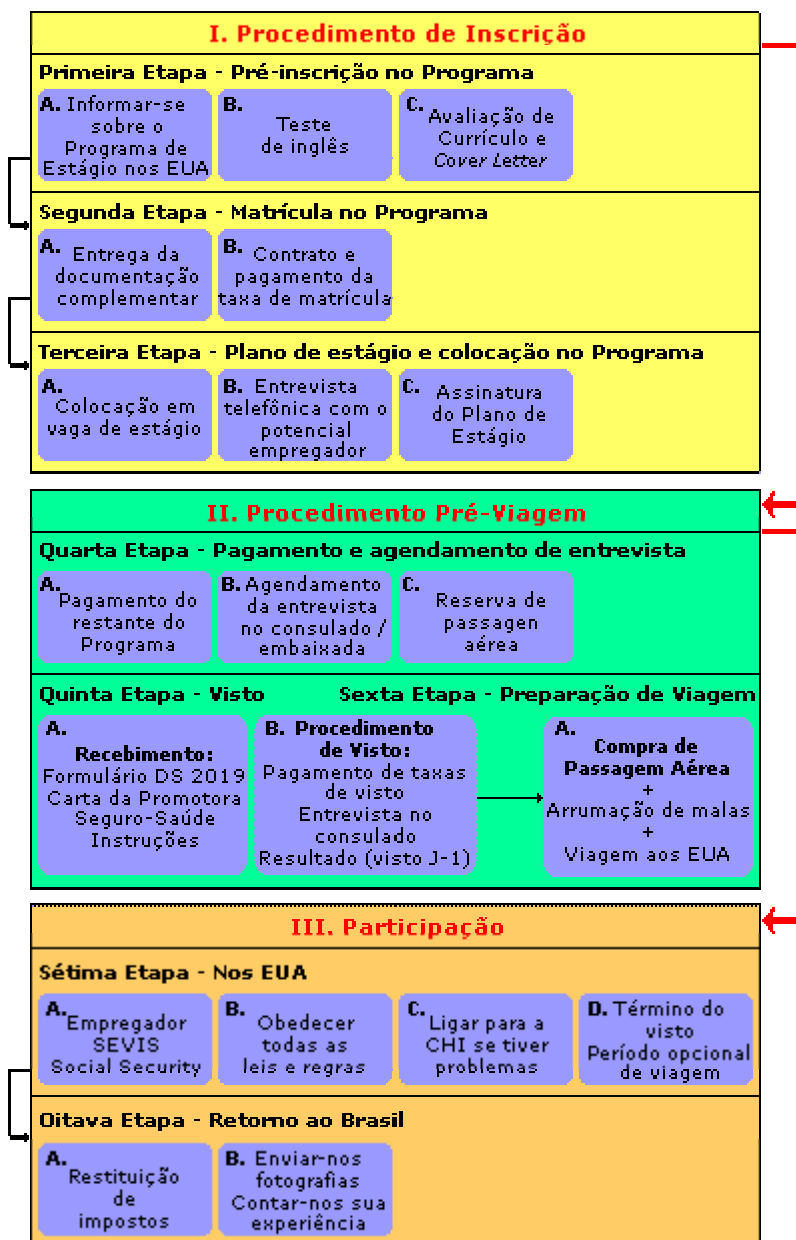 I. Procedimento de Inscrição
Primeira Etapa - Pré-inscrição no Programa
A. Informar-se
sobre o
Programa de
Estágio nos EUA
B.
Teste
de inglês
C.
Avaliação de
Currículo e
Cover Letter
Segunda Etapa - Matrícula no Programa
A. Entrega da
documentação
complementar
B. Contrato e
pagamento da
taxa de matrícula
Terceira Etapa - Plano de estágio e colocação no Programa
A.
Colocação em
vaga de estágio
B. Entrevista
telefônica com o
potencial
empregador
C. Assinatura
do Plano de
Estágio
II. Procedimento Pré-Viagem
Quarta Etapa - Pagamento e agendamento de entrevista
A.
Pagamento do
restante do
Programa
B. Agendamento
da entrevista
no consulado /
embaixada
C.
Reserva de
passagen
aérea
Quinta Etapa - Visto
Sexta Etapa - Preparação de Viagem
A.
Recebimento:
Formulário DS 2019
Carta da Promotora
Seguro-Saúde
Instruções
B. Procedimento
de Visto:
Pagamento de taxas
de visto
Entrevista no
consulado
Resultado (visto J-1)
A.
Compra de
Passagem Aérea
+
Arrumação de malas
+
Viagem aos EUA
III. Participação
Sétima Etapa - Nos EUA
A.
Empregador
SEVIS
Social Security
B.
Obedecer
todas as
leis e regras
C.
Ligar para a
CHI se tiver
problemas
D. Término do
visto
Período opcional
de viagem
Oitava Etapa - Retorno ao Brasil
A.
Restituição
de
impostos
B. Enviar-nos
fotografias
Contar-nos sua
experiência